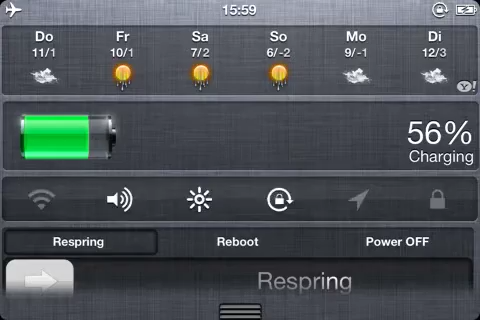 15:59
Do Fr Sa So Mo Di
11/1 10/1 7/2 6/-2 9/-1 12/3
Y!
56%
Charging
Respring Reboot Power OFF
Respring